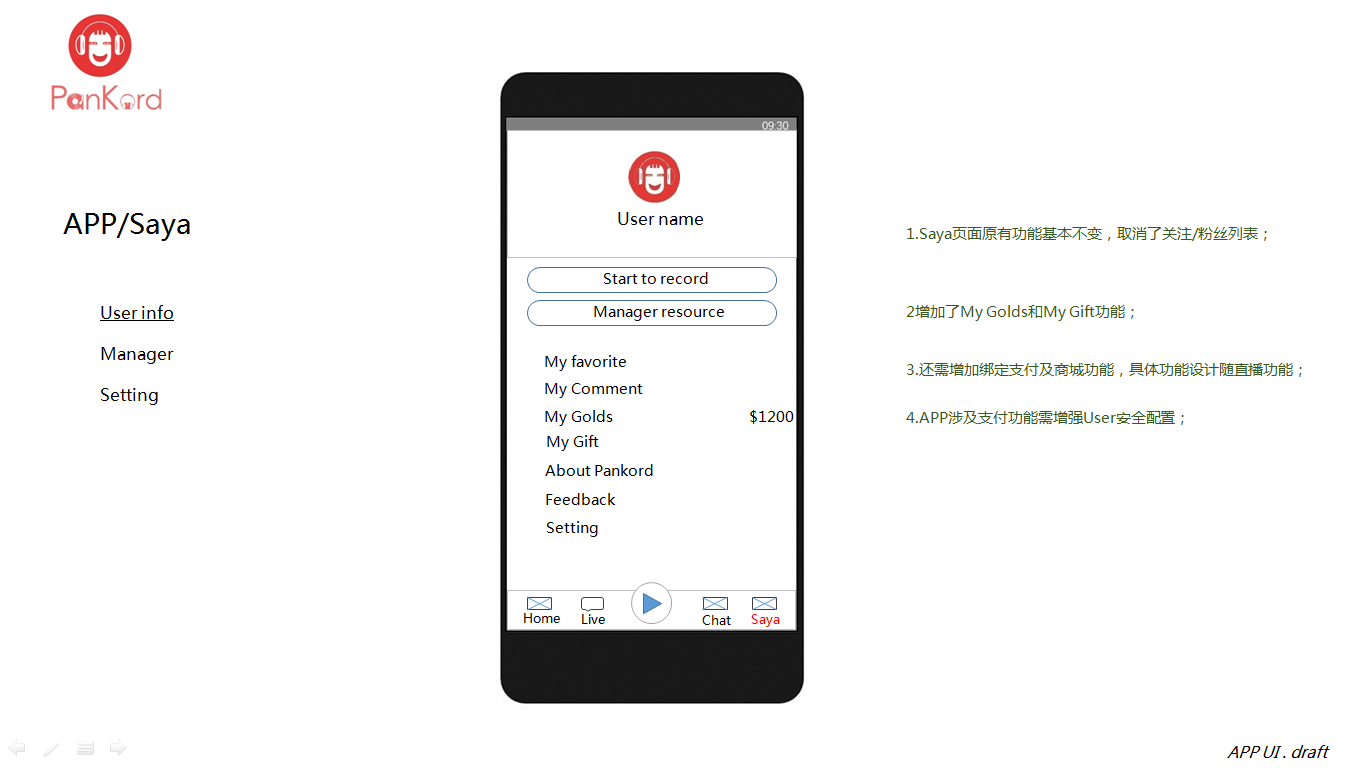 PanKord
APP/Saya
User info
Manager
Setting
09:30
User name
Start to record
Manager resource
My favorite
My Comment
My Golds $1200
My Gift
About Pankord
Feedback
Setting
Home Live Chat Saya
1.Saya页面原有功能基本不变，取消了关注/粉丝列表；
2增加了My Golds和My Gift功能；
3.还需增加绑定支付及商城功能，具体功能设计随直播功能；
4.APP涉及支付功能需增强User安全配置；
APP UI . draft